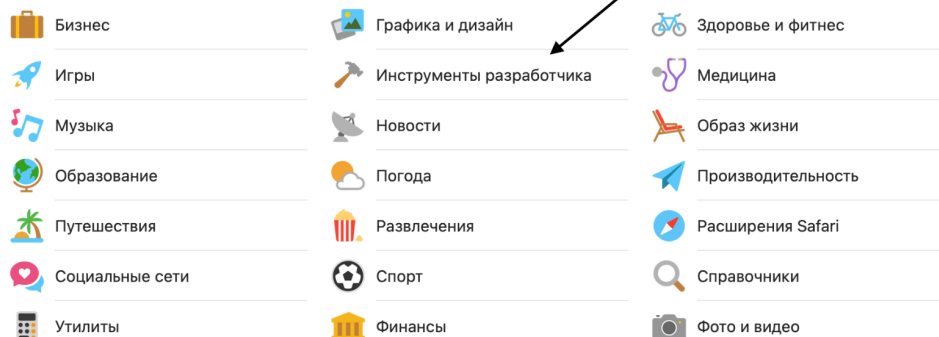 Бизнес
Графика и дизайн
Здоровье и фитнес
Игры
Инструменты разработчика
Медицина
Музыка
Новости
Образ жизни
Образование
Погода
Производительность
Путешествия
Развлечения
Расширения Safari
Социальные сети
Спорт
Справочники
Утилиты
Финансы
Фото и видео